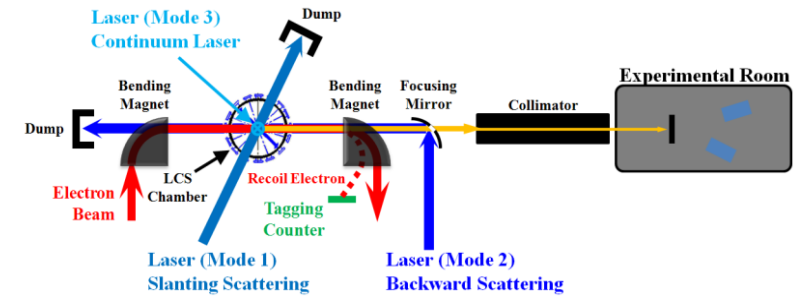 Laser (Mode 3)
Continuum Laser
Dump
Bending
Magnet
Bending
Magnet
Focusing
Mirror
Collimator
Experimental Room
Dump
LCS
Chamber
Recoil Electron
Electron
Beam
Tagging
Counter
Laser (Mode 1)
Slanting Scattering
Laser (Mode 2)
Backward Scattering